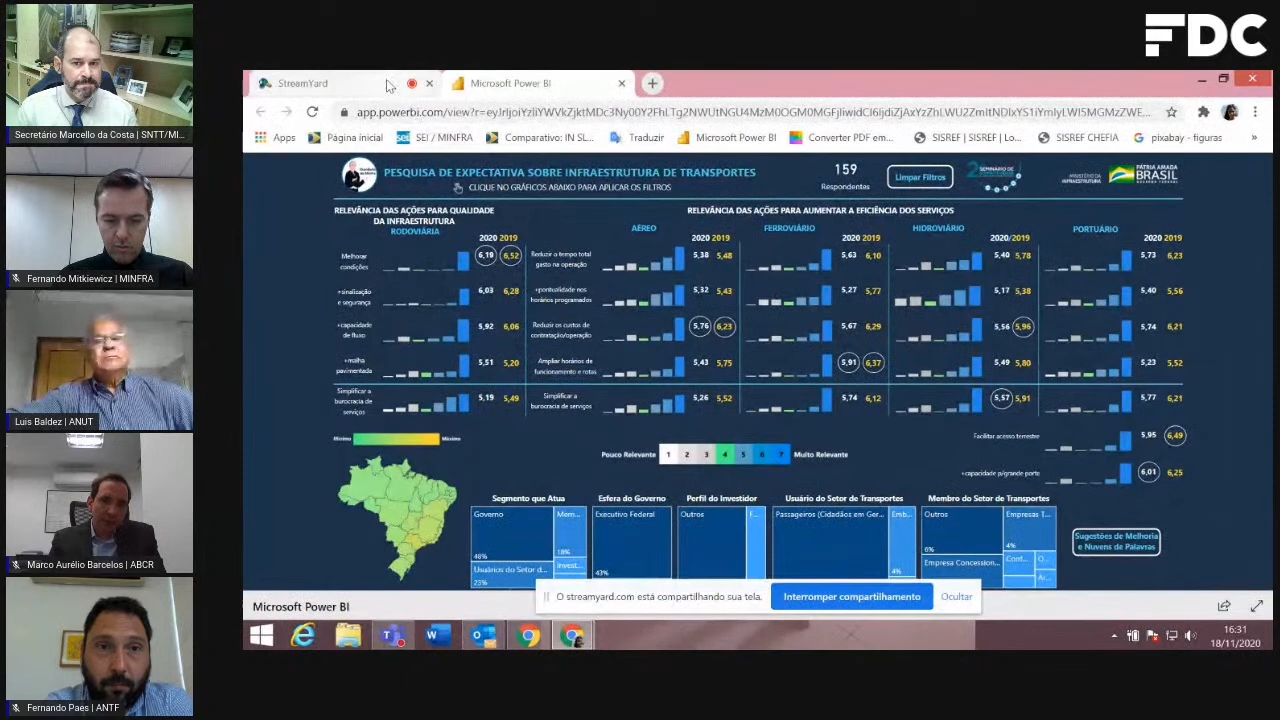 FDC
Secretário Marcello da Costa | SNTT/MI...
Fernando Mitkiewicz | MINFRA
Luis Baldez | ANUT
Marco Aurélio Barcelos | ABCR
Fernando Paes | ANTF
StreamYard
Microsoft Power BI
Apps
Página inicial
sei SEI / MINFRA
Comparativo: IN SL...
Traduzir
Microsoft Power BI
Converter PDF em...
SISREF | SISREF | Lo...
SISREF CHEFIA
pixabay - figuras
»
PESQUISA DE EXPECTATIVA SOBRE INFRAESTRUTURA DE TRANSPORTES
CLIQUE NO GRÁFICOS ABAIXO PARA APLICAR OS FILTROS
159
Respondentes
Limpar Filtros
PÁTRIA AMADA
BRASIL
RELEVÂNCIA DAS AÇÕES PARA QUALIDADE
DA INFRAESTRUTURA
RODOVIÁRIA
2020 2019
Melhorar condições 6,19 6,52
+sinalização e segurança 6,03 6,28
+capacidade de fluxo 5,92 6,06
+malha pavimentada 5,51 5,20
Simplificar a burocracia de serviços 5,19 5,49
RELEVÂNCIA DAS AÇÕES PARA AUMENTAR A EFICIÊNCIA DOS SERVIÇOS
AÉREO 2020 2019 FERROVIÁRIO 2020 2019 HIDROVIÁRIO 2020/2019 PORTUÁRIO 2020 2019
Reduzir o tempo total gasto na operação 5,38 5,48 5,63 6,10 5,40 5,78 5,73 6,23
+pontualidade nos horários programados 5,32 5,43 5,27 5,77 5,17 5,38 5,40 5,56
Reduzir os custos de contratação/operação 5,76 6,23 5,67 6,29 5,56 5,96 5,74 6,21
Ampliar horários de funcionamento e rotas 5,43 5,75 5,91 6,37 5,49 5,80 5,23 5,52
Simplificar a burocracia de serviços 5,26 5,52 5,74 6,12 5,57 5,91 5,77 6,21
Facilitar acesso terrestre 5,95 6,49
+capacidade p/grande porte 6,01 6,25
Mínimo Máximo
Pouco Relevante 1 2 3 4 5 6 7 Muito Relevante
Segmento que Atua
Governo
48%
Mem...
18%
Invest...
Usuários do Setor d...
23%
Esfera do Governo
Executivo Federal
43%
Perfil do Investidor
Outros
F...
Usuário do Setor de Transportes
Passageiros (Cidadãos em Ger...
Emb...
4%
Membro do Setor de Transportes
Outros
6%
Empresas T...
4%
Empresa Concession...
Conf...
O...
Ar...
Sugestões de Melhoria
e Nuvens de Palavras
O streamyard.com está compartilhando sua tela.
Interromper compartilhamento
Ocultar
Microsoft Power BI
16:31
18/11/2020